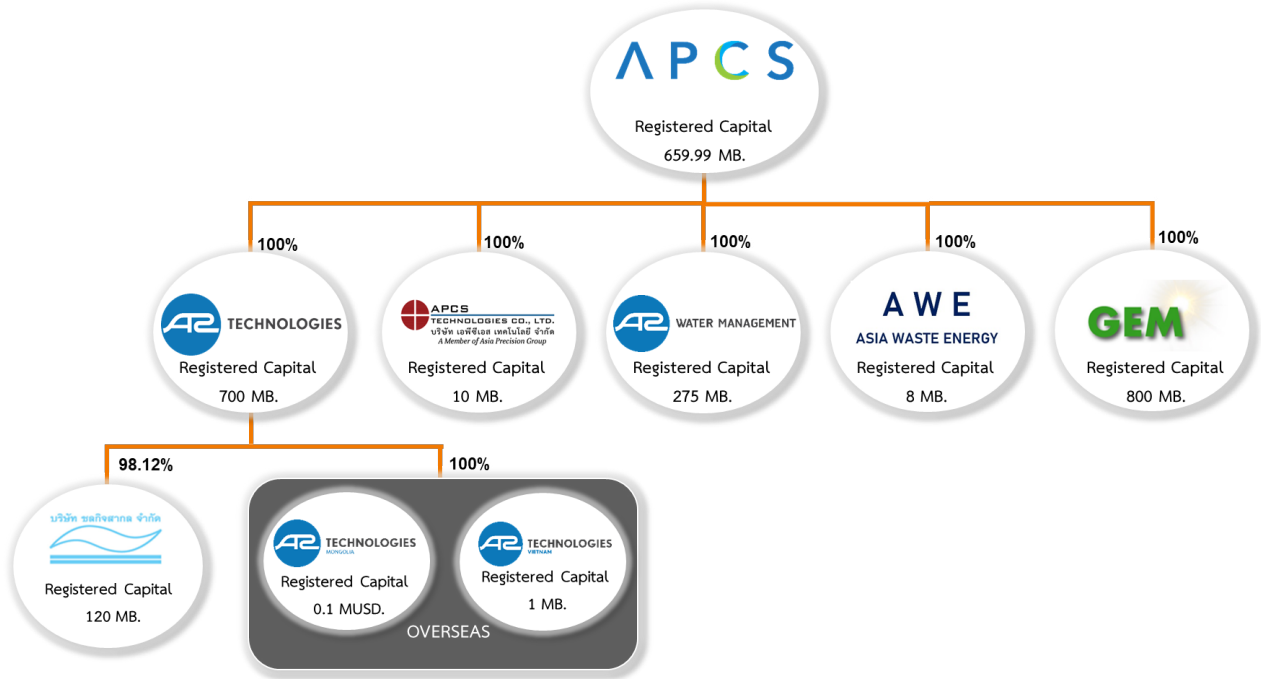 APCS
Registered Capital
659.99 MB.
100%
100%
100%
100%
100%
A2 TECHNOLOGIES
Registered Capital
700 MB.
APCS
TECHNOLOGIES CO., LTD.
บริษัท เอพีซีเอส เทคโนโลยี จำกัด
A Member of Asia Precision Group
Registered Capital
10 MB.
A2 WATER MANAGEMENT
Registered Capital
275 MB.
AWE
ASIA WASTE ENERGY
Registered Capital
8 MB.
GEM
Registered Capital
800 MB.
98.12%
100%
บริษัท ชลกิจสากล จำกัด
Registered Capital
120 MB.
A2 TECHNOLOGIES
MONGOLIA
Registered Capital
0.1 MUSD.
A2 TECHNOLOGIES
VIETNAM
Registered Capital
1 MB.
OVERSEAS